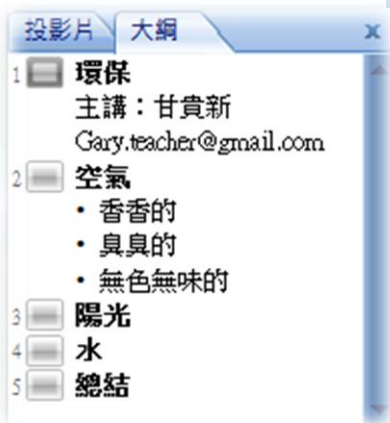 投影片 大綱 x
1 環保
主講：甘貴新
Gary.teacher@gmail.com
2 空氣
• 香香的
• 臭臭的
• 無色無味的
3 陽光
4 水
5 總結